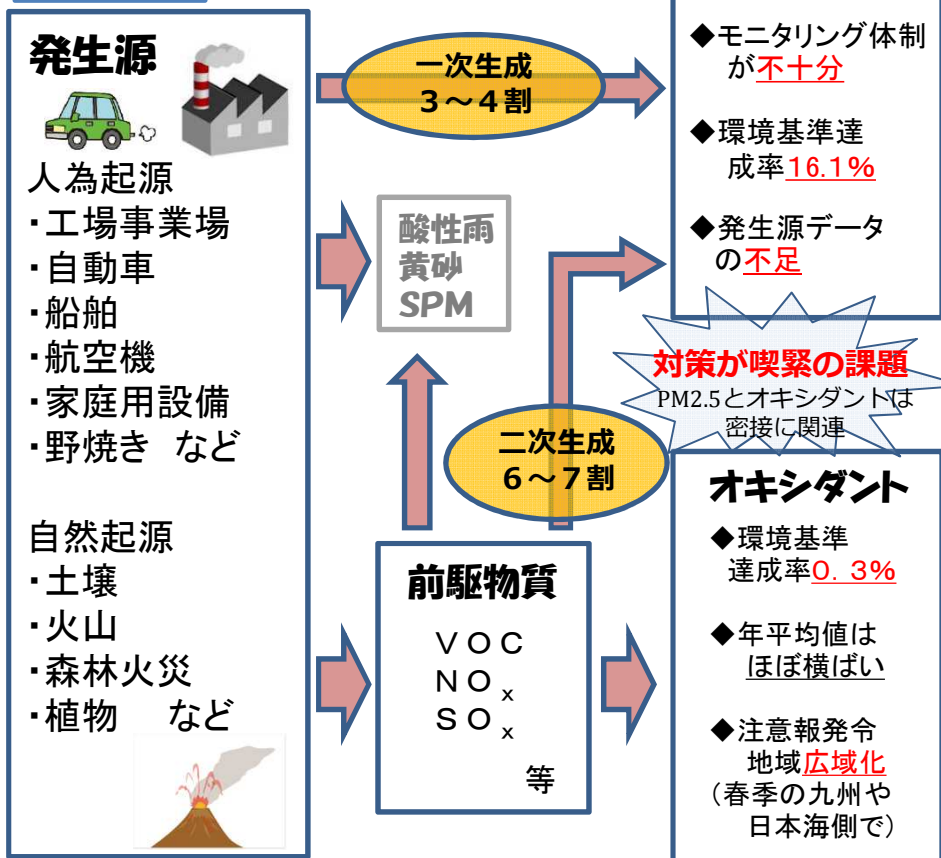 発生源
人為起源
・工場事業場
・自動車
・船舶
・航空機
・家庭用設備
・野焼き など
自然起源
・土壌
・火山
・森林火災
・植物 など
一次生成
3～4割
酸性雨
黄砂
SPM
二次生成
6～7割
前駆物質
ＶＯＣ
ＮＯx
ＳＯx
等
◆モニタリング体制
が不十分
◆環境基準達
成率16.1%
◆発生源データ
の不足
対策が喫緊の課題
PM2.5とオキシダントは
密接に関連
オキシダント
◆環境基準
達成率0．3%
◆年平均値は
ほぼ横ばい
◆注意報発令
地域広域化
（春季の九州や
日本海側で）